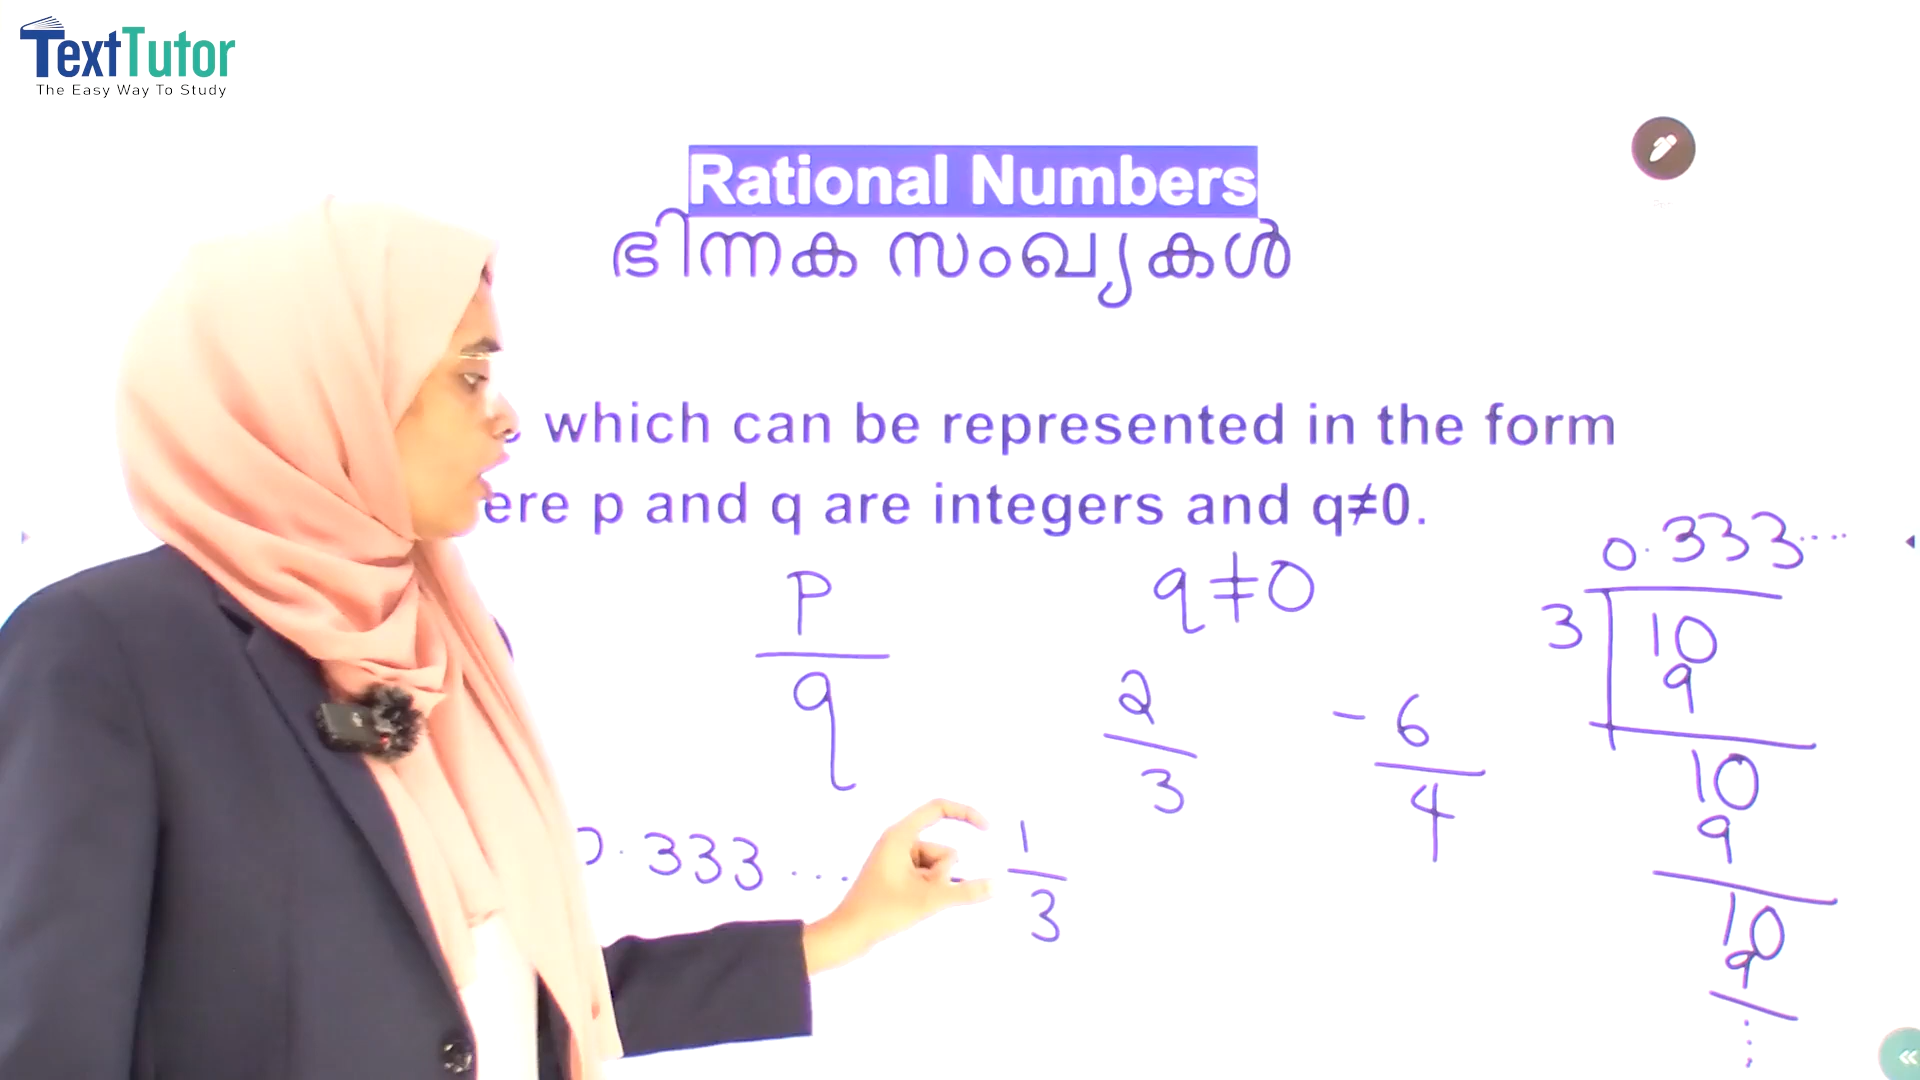 TextTutor
The Easy Way To Study
Rational Numbers
ഭിന്നക സംഖ്യകൾ
which can be represented in the form
ere p and q are integers and q≠0.
p/q
q ≠ 0
2/3
-6/4
0.333....
3 10
9
10
9
10
9
⋮
0.333.... = 1/3